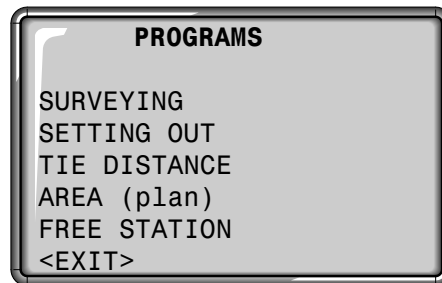 PROGRAMS
SURVEYING
SETTING OUT
TIE DISTANCE
AREA (plan)
FREE STATION
<EXIT>